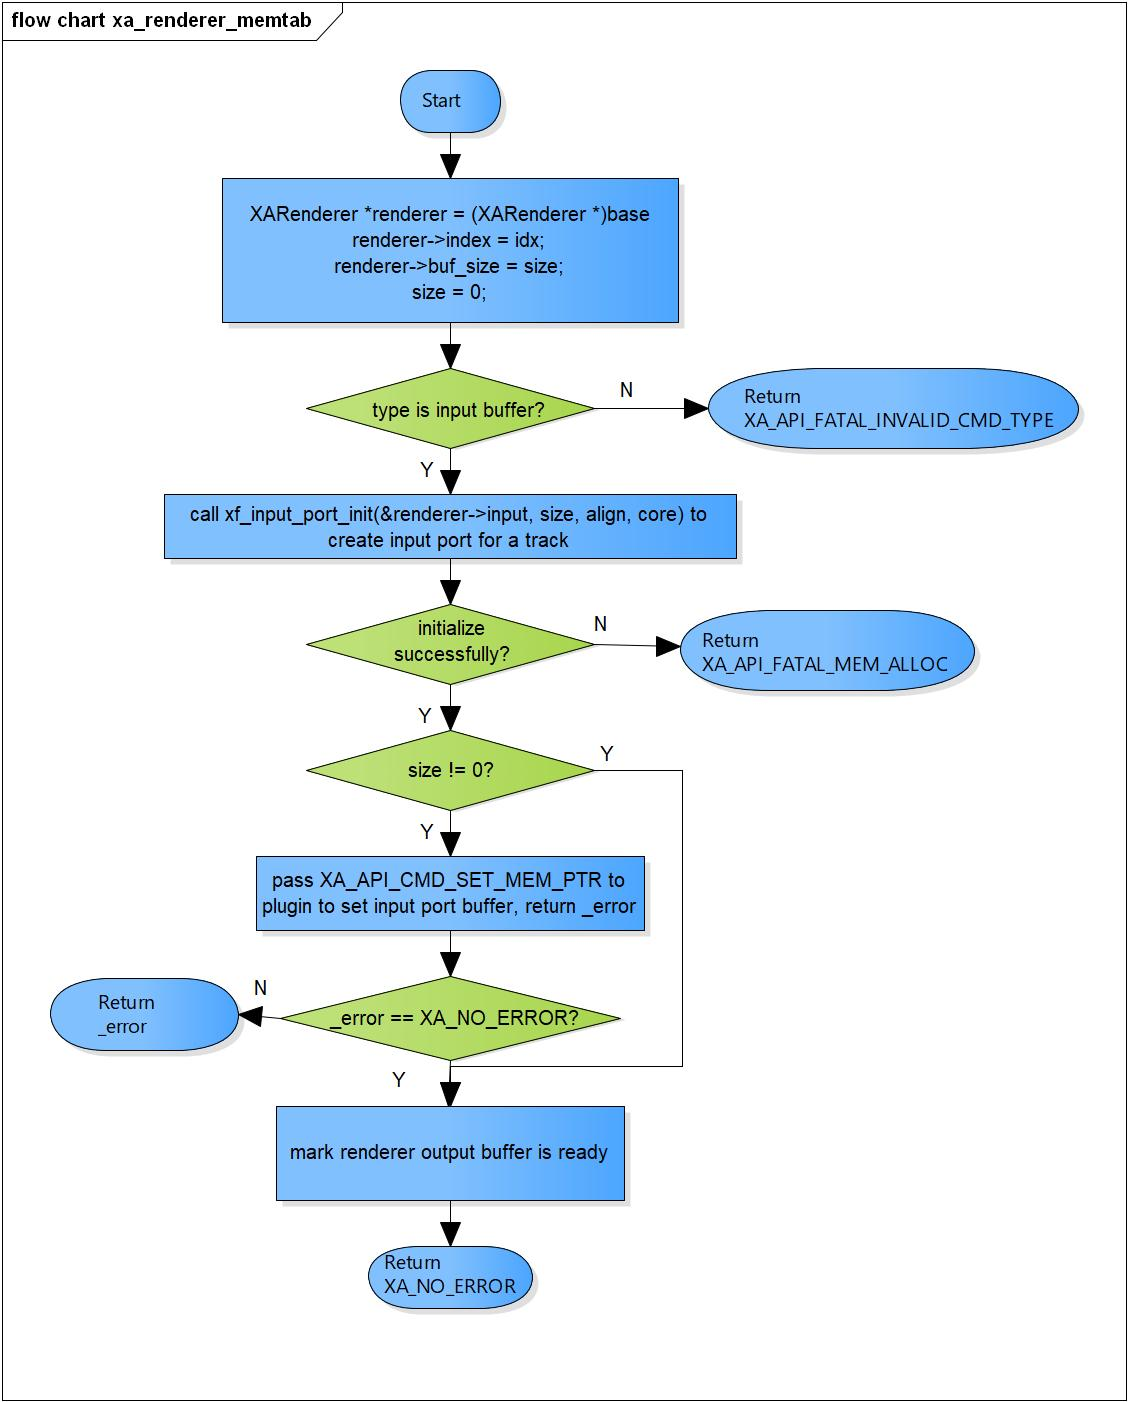 flow chart xa_renderer_memtab
Start
XARenderer *renderer = (XARenderer *)base
renderer->index = idx;
renderer->buf_size = size;
size = 0;
type is input buffer?
N
Return
XA_API_FATAL_INVALID_CMD_TYPE
Y
call xf_input_port_init(&renderer->input, size, align, core) to
create input port for a track
initialize
successfully?
N
Return
XA_API_FATAL_MEM_ALLOC
Y
size != 0?
Y
Y
pass XA_API_CMD_SET_MEM_PTR to
plugin to set input port buffer, return _error
_error == XA_NO_ERROR?
N
Return
_error
Y
mark renderer output buffer is ready
Return
XA_NO_ERROR